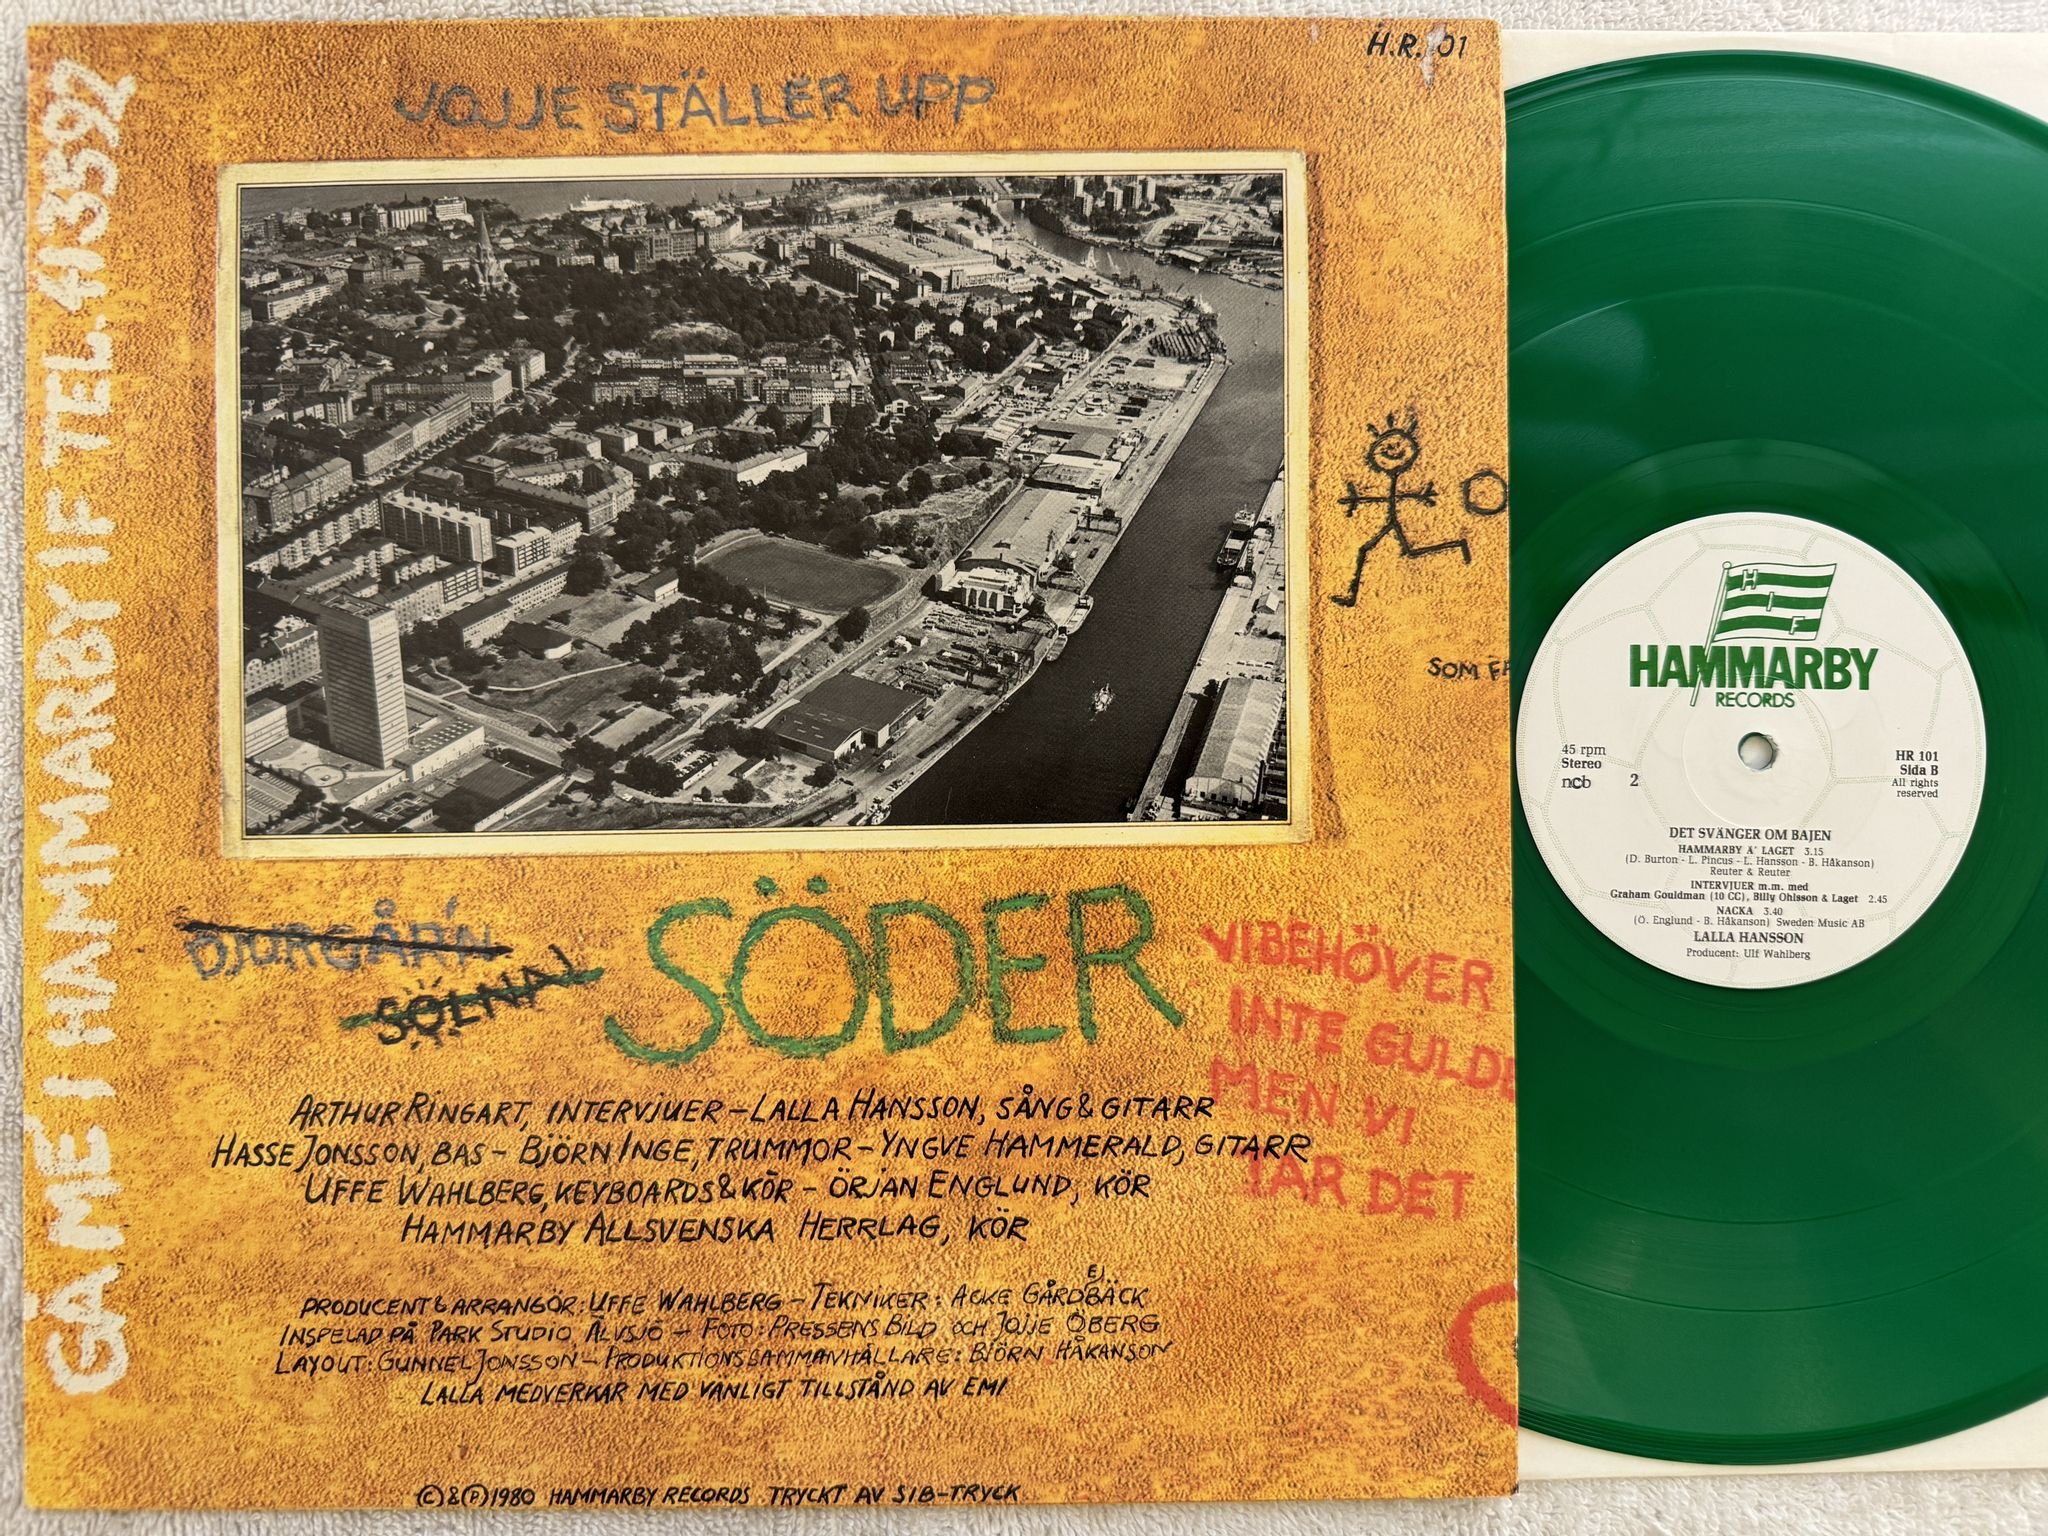 H.R.101
JOJJE STÄLLER UPP
GÅ MÉ I HAMMARBY IF TEL. 413592
SOM
DJURGÅR'N
SÖDER
VI BEHÖVER
INTE GULDE
MEN VI
TAR DET
ARTHUR RINGART, INTERVJUER – LALLA HANSSON, SÅNG & GITARR
HASSE JONSSON, BAS – BJÖRN INGE, TRUMMOR – YNGVE HAMMERALD, GITARR
UFFE WAHLBERG, KEYBOARDS & KÖR – ÖRJAN ENGLUND, KÖR
HAMMARBY ALLSVENSKA HERRLAG, KÖR
EJ
PRODUCENT & ARRANGÖR: UFFE WAHLBERG – TEKNIKER: ACKE GÅRDBÄCK
INSPELAD PÅ PARK STUDIO, ÄLVSJÖ – FOTO: PRESSENS BILD OCH JOJJE ÖBERG
LAYOUT: GUNNEL JONSSON – PRODUKTIONSSAMMANHÅLLARE: BJÖRN HÅKANSON
LALLA MEDVERKAR MED VÄNLIGT TILLSTÅND AV EMI
© & ℗ 1980 HAMMARBY RECORDS TRYCKT AV SIB-TRYCK
H I F
HAMMARBY
RECORDS
45 rpm
Stereo
ncb 2
HR 101
Sida B
All rights
reserved
DET SVÄNGER OM BAJEN
HAMMARBY Ä' LAGET 3.15
(D. Burton - L. Pincus - L. Hansson - B. Håkanson)
Reuter & Reuter
INTERVJUER m.m. med
Graham Gouldman (10 CC), Billy Ohlsson & Laget 2.45
NACKA 3.40
(Ö. Englund - B. Håkanson) Sweden Music AB
LALLA HANSSON
Producent: Ulf Wahlberg